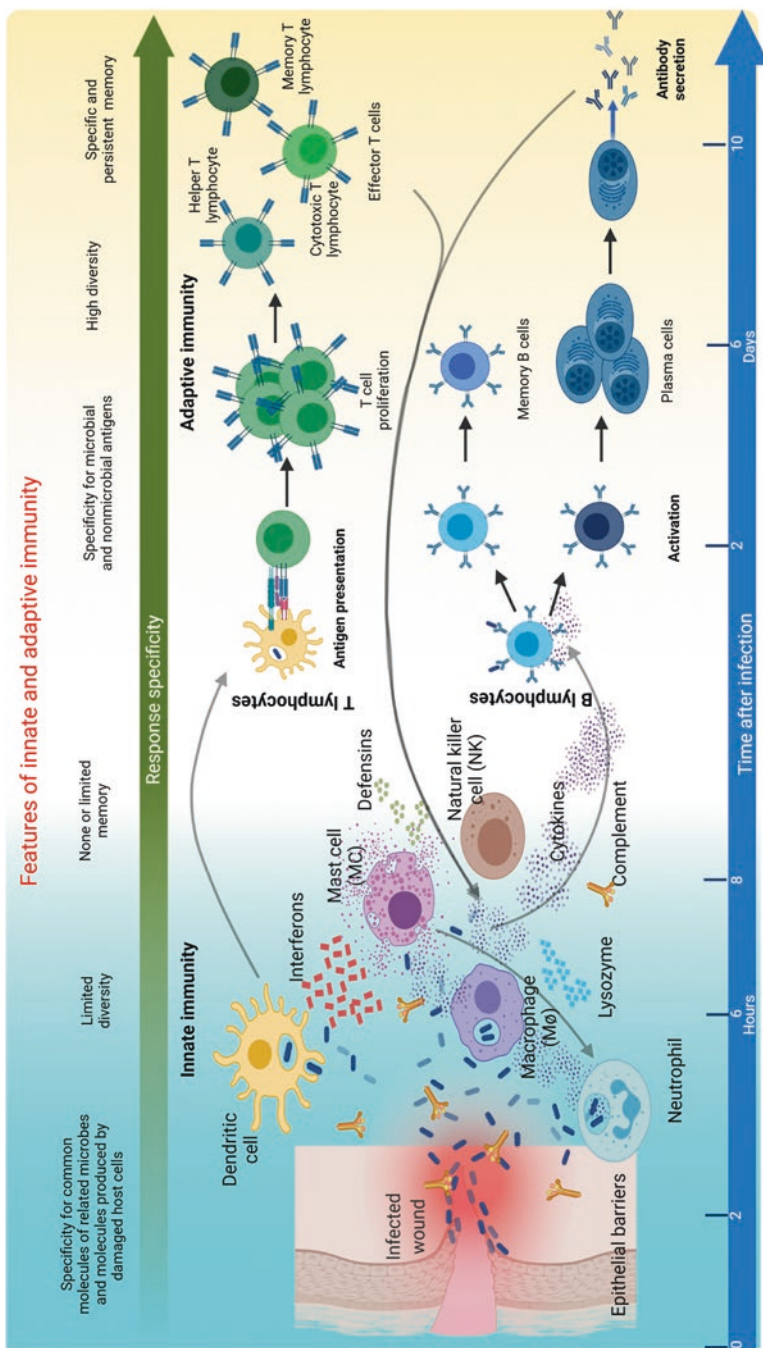 Features of innate and adaptive immunity
Specificity for common
molecules of related microbes
and molecules produced by
damaged host cells
Limited
diversity
None or limited
memory
Specificity for microbial
and nonmicrobial antigens
High diversity
Specific and
persistent memory
Response specificity
Innate immunity
Adaptive immunity
Dendritic
cell
Interferons
Mast cell
(MC)
Defensins
Infected
wound
Macrophage
(Mø)
Natural killer
cell (NK)
Cytokines
Lysozyme
Complement
Neutrophil
Epithelial barriers
T lymphocytes
Antigen presentation
T cell
proliferation
Helper T
lymphocyte
Cytotoxic T
lymphocyte
Memory T
lymphocyte
Effector T cells
B lymphocytes
Memory B cells
Activation
Plasma cells
Antibody
secretion
0
2
6
8
2
6
10
Hours
Days
Time after infection